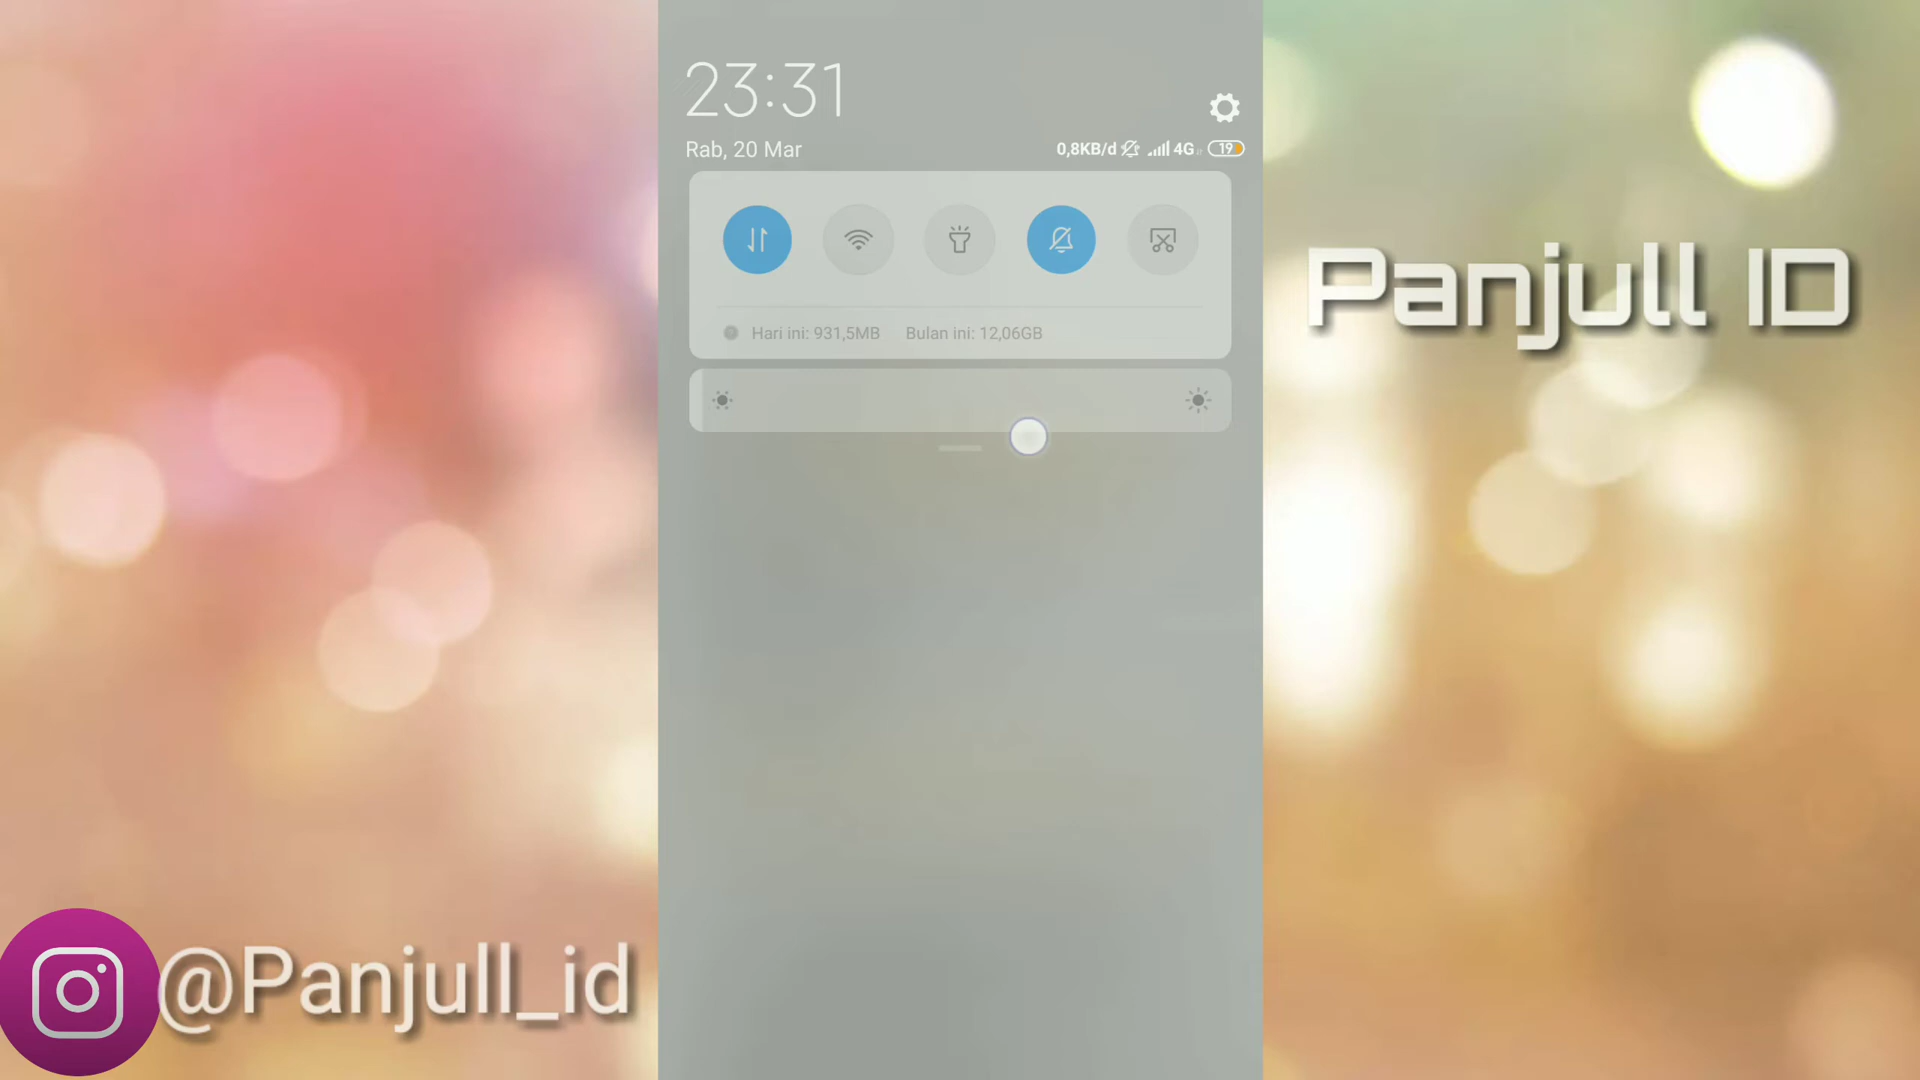 23:31
Rab, 20 Mar
0,8KB/d 4G 19
Hari ini: 931,5MB Bulan ini: 12,06GB
Panjull ID
@Panjull_id